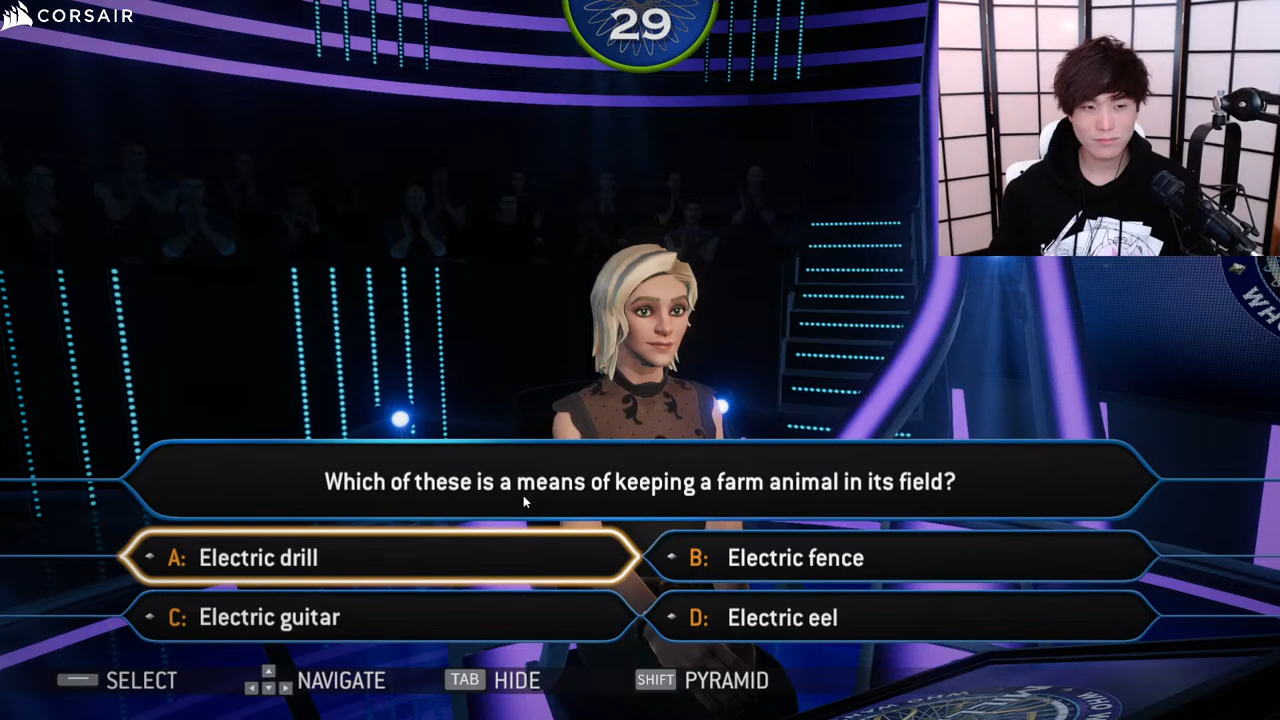 CORSAIR
29
WH
Which of these is a means of keeping a farm animal in its field?
A: Electric drill
B: Electric fence
C: Electric guitar
D: Electric eel
SELECT
NAVIGATE
TAB HIDE
SHIFT PYRAMID